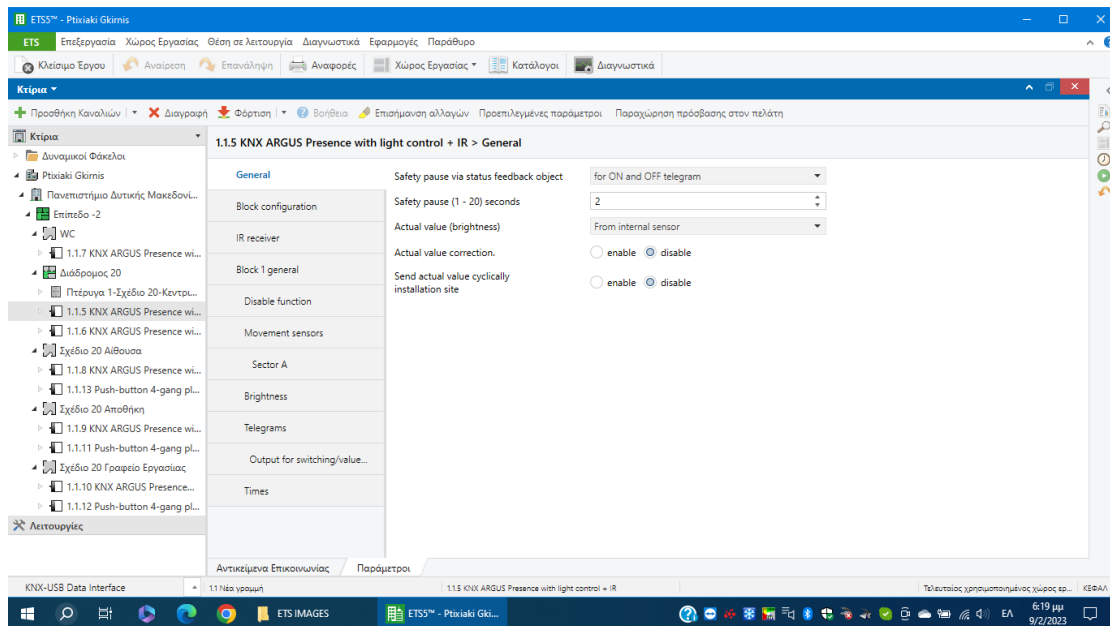 ETS5™ - Ptixiaki Gkirnis
ETS Επεξεργασία Χώρος Εργασίας Θέση σε λειτουργία Διαγνωστικά Εφαρμογές Παράθυρο
Κλείσιμο Έργου Αναίρεση Επανάληψη Αναφορές Χώρος Εργασίας Κατάλογοι Διαγνωστικά
Κτίρια
Προσθήκη Καναλιών Διαγραφή Φόρτιση Βοήθεια Επισήμανση αλλαγών Προεπιλεγμένες παράμετροι Παραχώρηση πρόσβασης στον πελάτη
Κτίρια
Δυναμικοί Φάκελοι
Ptixiaki Gkirnis
Πανεπιστήμιο Δυτικής Μακεδονί...
Επίπεδο -2
WC
1.1.7 KNX ARGUS Presence wi...
Διάδρομος 20
Πτέρυγα 1-Σχέδιο 20-Κεντρι...
1.1.5 KNX ARGUS Presence wi...
1.1.6 KNX ARGUS Presence wi...
Σχέδιο 20 Αίθουσα
1.1.8 KNX ARGUS Presence wi...
1.1.13 Push-button 4-gang pl...
Σχέδιο 20 Αποθήκη
1.1.9 KNX ARGUS Presence wi...
1.1.11 Push-button 4-gang pl...
Σχέδιο 20 Γραφείο Εργασίας
1.1.10 KNX ARGUS Presence...
1.1.12 Push-button 4-gang pl...
Λειτουργίες
1.1.5 KNX ARGUS Presence with light control + IR > General
General
Block configuration
IR receiver
Block 1 general
Disable function
Movement sensors
Sector A
Brightness
Telegrams
Output for switching/value...
Times
Safety pause via status feedback object for ON and OFF telegram
Safety pause (1 - 20) seconds 2
Actual value (brightness) From internal sensor
Actual value correction. enable disable
Send actual value cyclically
installation site enable disable
Αντικείμενα Επικοινωνίας Παράμετροι
KNX-USB Data Interface 1.1 Νέα γραμμή 1.1.5 KNX ARGUS Presence with light control + IR Τελευταίος χρησιμοποιημένος χώρος ερ... ΚΕΦΑΛ
ETS IMAGES ETS5™ - Ptixiaki Gki... ΕΛ 6:19 μμ
9/2/2023